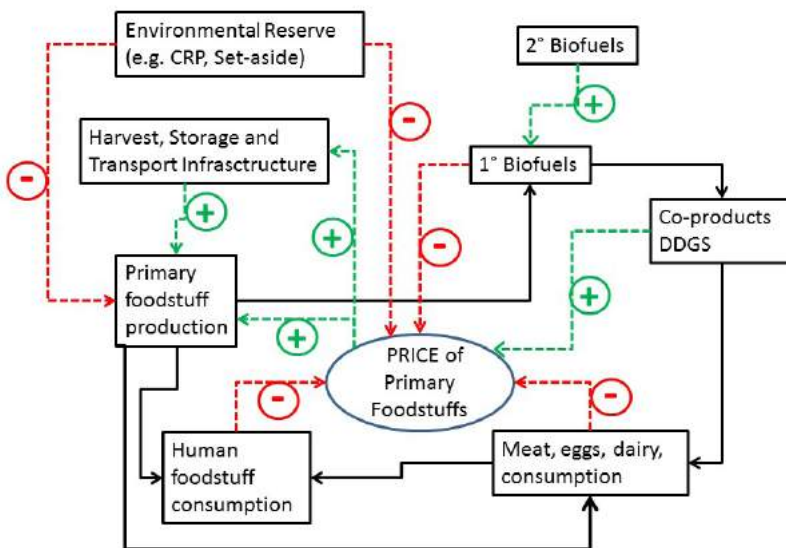 Environmental Reserve
(e.g. CRP, Set-aside)
2° Biofuels
+
-
-
Harvest, Storage and
Transport Infrasctructure
1° Biofuels
+
+
-
Co-products
DDGS
Primary
foodstuff
production
+
+
PRICE of
Primary
Foodstuffs
-
-
Human
foodstuff
consumption
Meat, eggs, dairy,
consumption